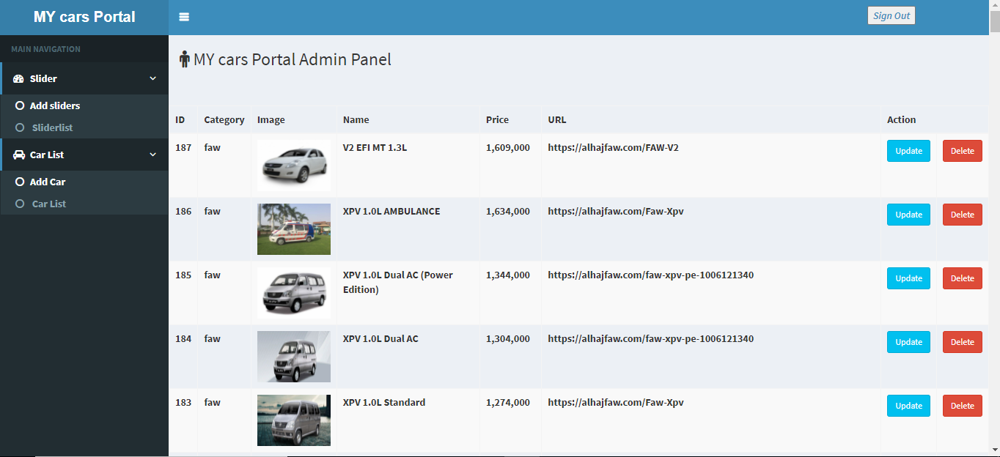 MY cars Portal
Sign Out
MAIN NAVIGATION
Slider
Add sliders
Sliderlist
Car List
Add Car
Car List
MY cars Portal Admin Panel
ID Category Image Name Price URL Action
187 faw V2 EFI MT 1.3L 1,609,000 https://alhajfaw.com/FAW-V2 Update Delete
186 faw XPV 1.0L AMBULANCE 1,634,000 https://alhajfaw.com/Faw-Xpv Update Delete
185 faw XPV 1.0L Dual AC (Power 1,344,000 https://alhajfaw.com/faw-xpv-pe-1006121340 Update Delete
Edition)
184 faw XPV 1.0L Dual AC 1,304,000 https://alhajfaw.com/faw-xpv-pe-1006121340 Update Delete
183 faw XPV 1.0L Standard 1,274,000 https://alhajfaw.com/Faw-Xpv Update Delete